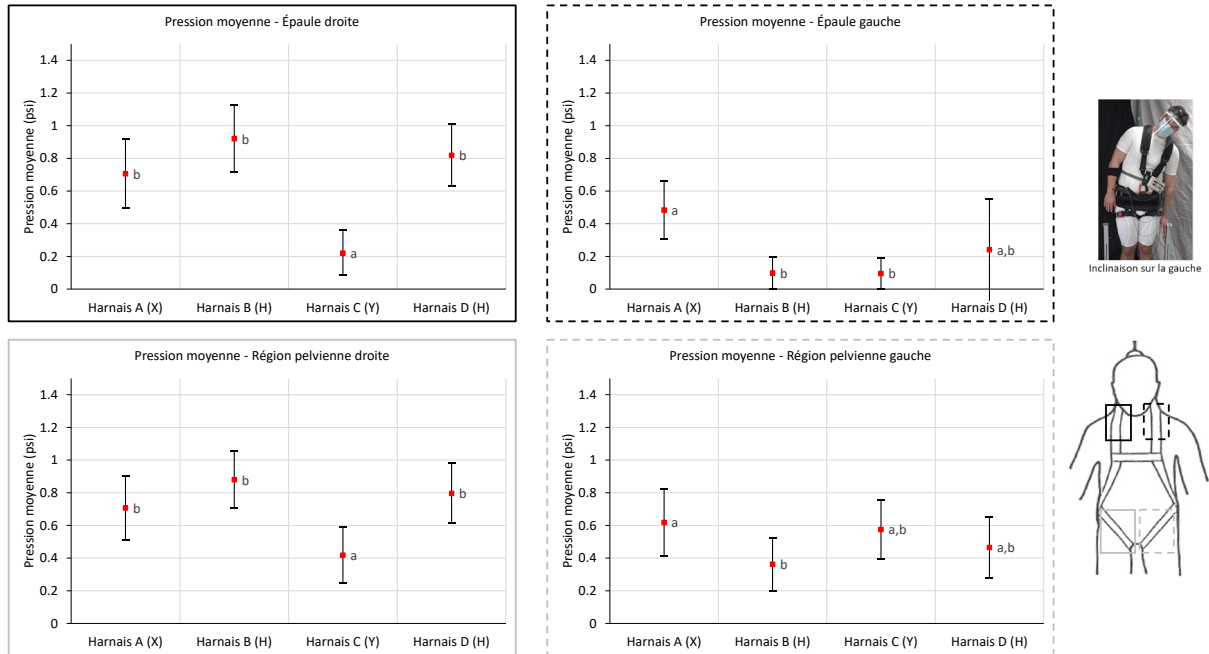 Pression moyenne - Épaule droite
Pression moyenne (psi)
1.4
1.2
1
0.8
0.6
0.4
0.2
0
b
b
a
b
Harnais A (X) Harnais B (H) Harnais C (Y) Harnais D (H)
Pression moyenne - Épaule gauche
Pression moyenne (psi)
1.4
1.2
1
0.8
0.6
0.4
0.2
0
a
b
b
a,b
Harnais A (X) Harnais B (H) Harnais C (Y) Harnais D (H)
Inclinaison sur la gauche
Pression moyenne - Région pelvienne droite
Pression moyenne (psi)
1.4
1.2
1
0.8
0.6
0.4
0.2
0
b
b
a
b
Harnais A (X) Harnais B (H) Harnais C (Y) Harnais D (H)
Pression moyenne - Région pelvienne gauche
Pression moyenne (psi)
1.4
1.2
1
0.8
0.6
0.4
0.2
0
a
b
a,b
a,b
Harnais A (X) Harnais B (H) Harnais C (Y) Harnais D (H)